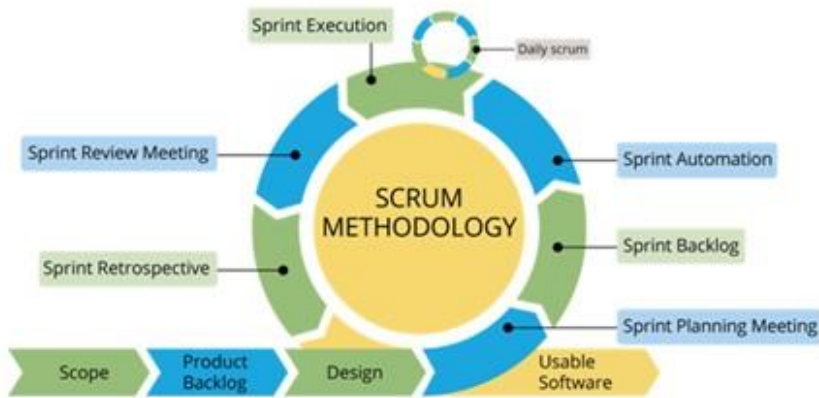 Sprint Execution
Daily scrum
Sprint Review Meeting
Sprint Automation
SCRUM
METHODOLOGY
Sprint Retrospective
Sprint Backlog
Sprint Planning Meeting
Scope
Product
Backlog
Design
Usable
Software